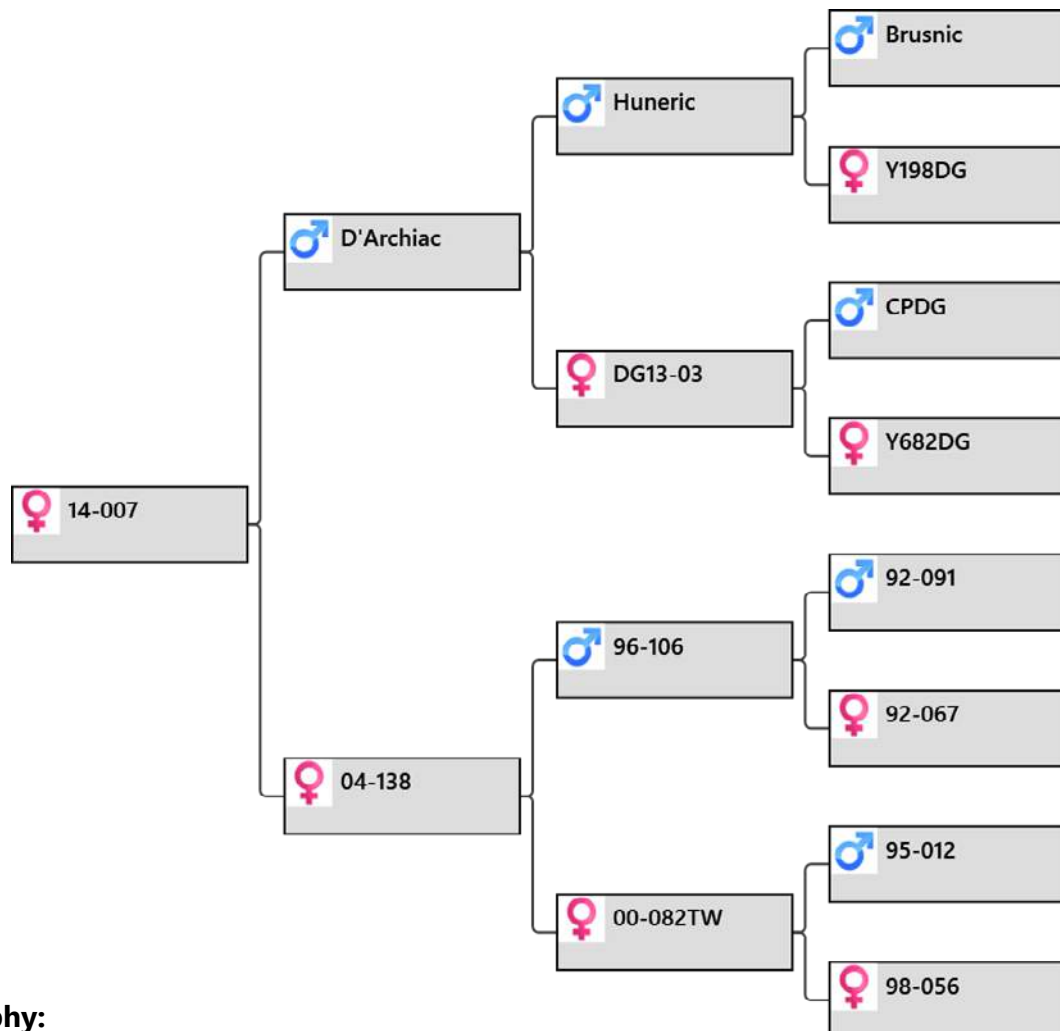 Brusnic
Huneric
Y198DG
D'Archiac
CPDG
DG13-03
Y682DG
14-007
92-091
96-106
92-067
04-138
95-012
00-082TW
98-056
phy: